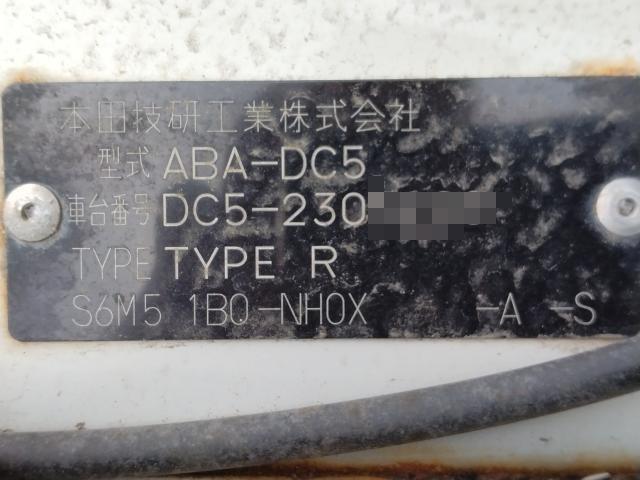 本田技研工業株式会社
型式 ABA-DC5
車台番号 DC5-230
TYPE TYPE R
S6M5 1B0-NH0X -A -S